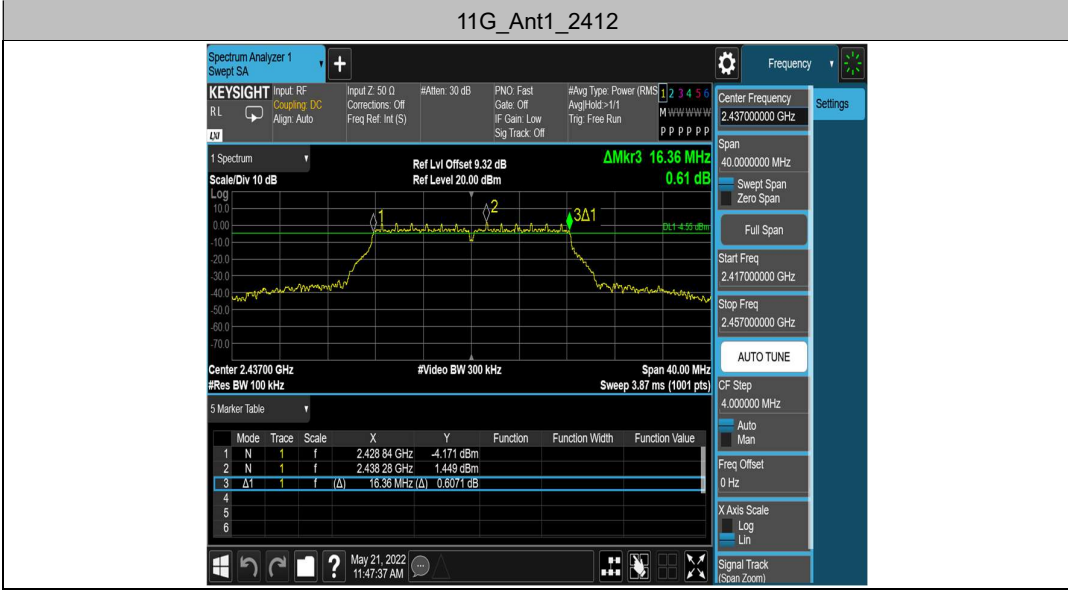 11G_Ant1_2412
Spectrum Analyzer 1
Swept SA
+
Frequency
KEYSIGHT Input: RF Input Z: 50 Ω #Atten: 30 dB PNO: Fast #Avg Type: Power (RMS 1 2 3 4 5 6
RL Coupling: DC Corrections: Off Gate: Off Avg|Hold:>1/1
Align: Auto Freq Ref: Int (S) IF Gain: Low Trig: Free Run M W W W W W
LXI Sig Track: Off P P P P P P
1 Spectrum
Ref Lvl Offset 9.32 dB
ΔMkr3 16.36 MHz
Scale/Div 10 dB
Ref Level 20.00 dBm
0.61 dB
Log
10.0
0.00
-10.0
-20.0
-30.0
-40.0
-50.0
-60.0
-70.0
1
2
3Δ1
DL1 -4.55 dBm
Center 2.43700 GHz #Video BW 300 kHz Span 40.00 MHz
#Res BW 100 kHz Sweep 3.87 ms (1001 pts)
5 Marker Table
Mode Trace Scale X Y Function Function Width Function Value
1 N 1 f 2.428 84 GHz -4.171 dBm
2 N 1 f 2.438 28 GHz 1.449 dBm
3 Δ1 1 f (Δ) 16.36 MHz (Δ) 0.6071 dB
4
5
6
?
May 21, 2022
11:47:37 AM
Center Frequency
2.437000000 GHz
Settings
Span
40.0000000 MHz
Swept Span
Zero Span
Full Span
Start Freq
2.417000000 GHz
Stop Freq
2.457000000 GHz
AUTO TUNE
CF Step
4.000000 MHz
Auto
Man
Freq Offset
0 Hz
X Axis Scale
Log
Lin
Signal Track
(Span Zoom)